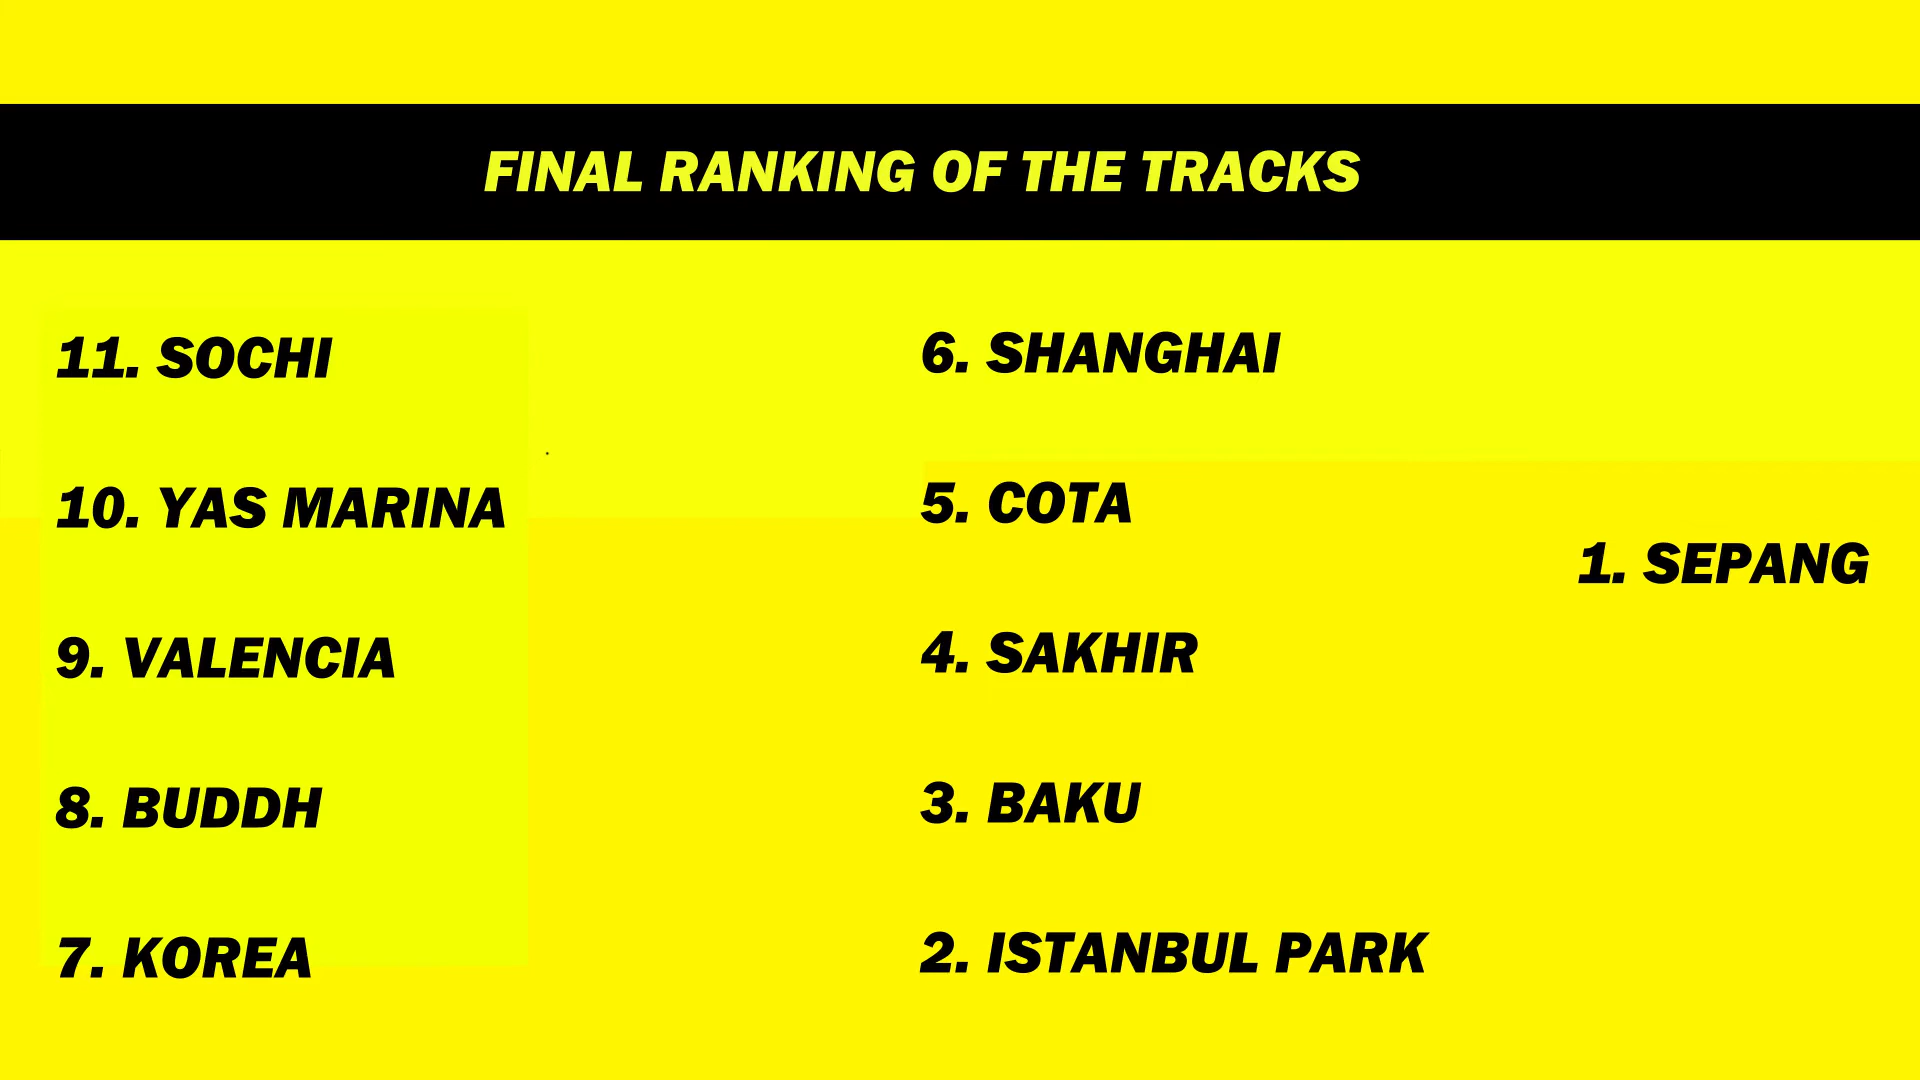 FINAL RANKING OF THE TRACKS
11. SOCHI
10. YAS MARINA
9. VALENCIA
8. BUDDH
7. KOREA
6. SHANGHAI
5. COTA
4. SAKHIR
3. BAKU
2. ISTANBUL PARK
1. SEPANG